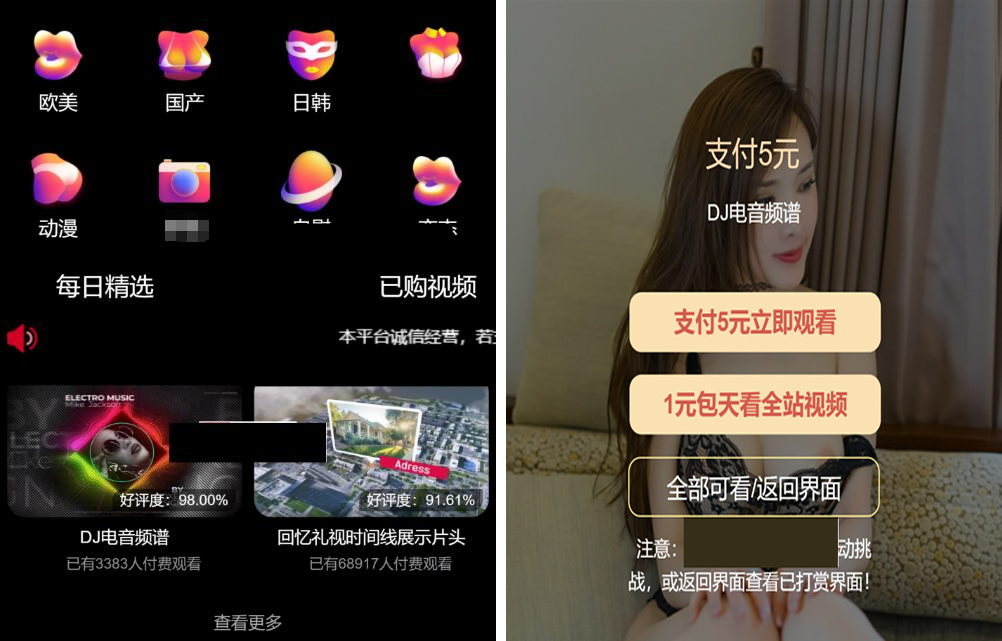 欧美
国产
日韩
动漫
每日精选
已购视频
本平台诚信经营，若
ELECTRO MUSIC
Mike Jackson
BY
好评度：98.00%
Adress
好评度：91.61%
DJ电音频谱
回忆礼视时间线展示片头
已有3383人付费观看
已有68917人付费观看
查看更多
支付5元
DJ电音频谱
支付5元立即观看
1元包天看全站视频
全部可看/返回界面
注意：
动挑
战，或返回界面查看已打赏界面！